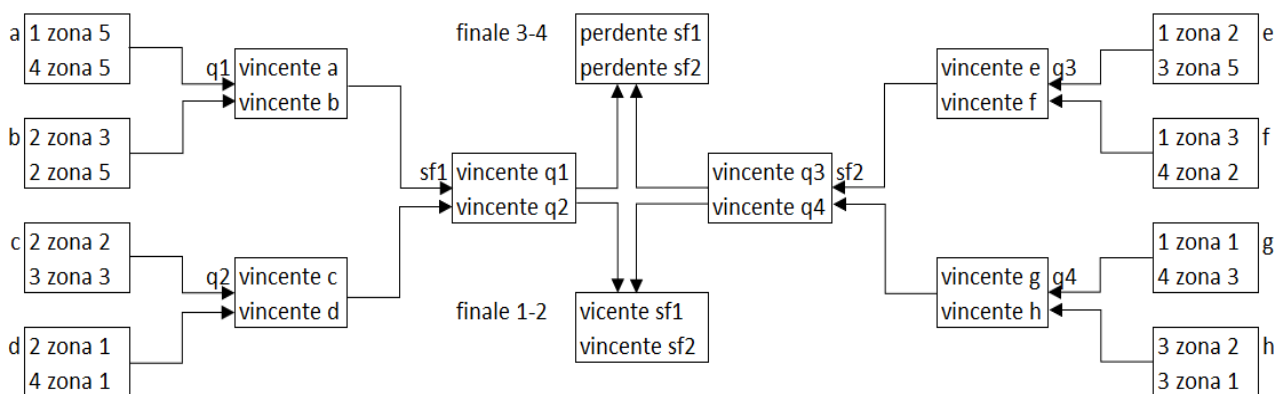 a 1 zona 5
4 zona 5
q1 vincente a
vincente b
b 2 zona 3
2 zona 5
c 2 zona 2
3 zona 3
q2 vincente c
vincente d
d 2 zona 1
4 zona 1
sf1 vincente q1
vincente q2
finale 3-4 perdente sf1
perdente sf2
finale 1-2 vicente sf1
vincente sf2
vincente q3 sf2
vincente q4
vincente e q3
vincente f
1 zona 2 e
3 zona 5
1 zona 3 f
4 zona 2
vincente g q4
vincente h
1 zona 1 g
4 zona 3
3 zona 2 h
3 zona 1